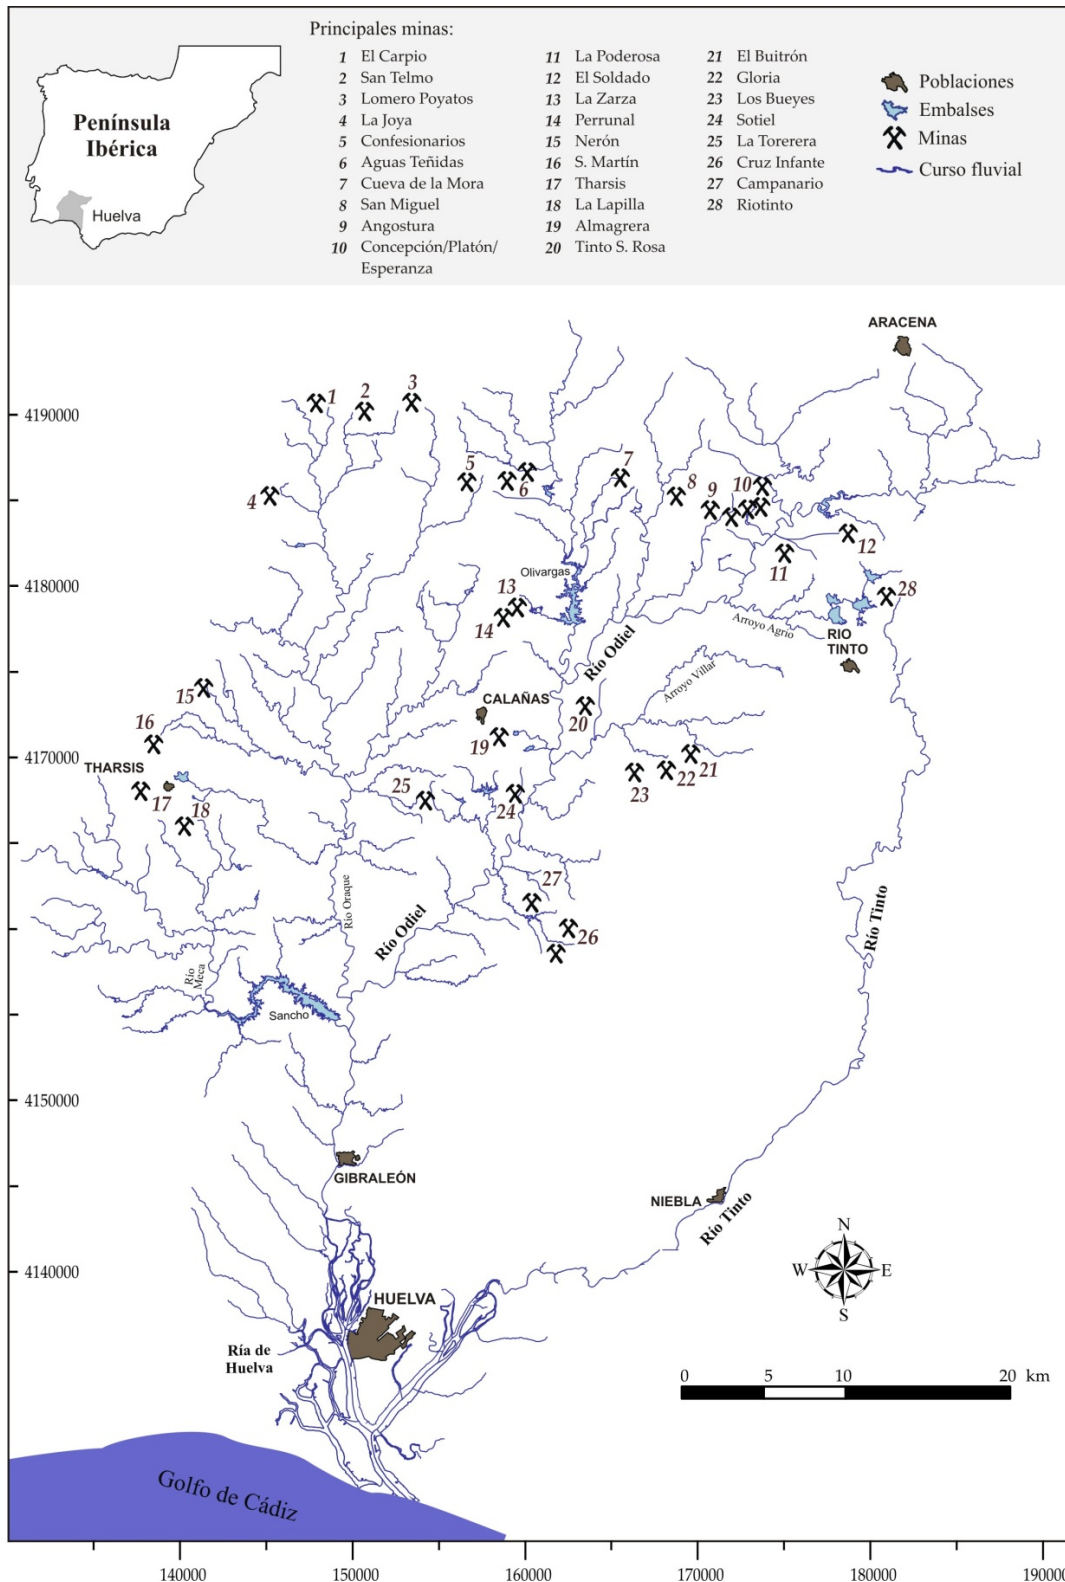 Principales minas:
1 El Carpio
2 San Telmo
3 Lomero Poyatos
4 La Joya
5 Confesionarios
6 Aguas Teñidas
7 Cueva de la Mora
8 San Miguel
9 Angostura
10 Concepción/Platón/
Esperanza
11 La Poderosa
12 El Soldado
13 La Zarza
14 Perrunal
15 Nerón
16 S. Martín
17 Tharsis
18 La Lapilla
19 Almagrera
20 Tinto S. Rosa
21 El Buitrón
22 Gloria
23 Los Bueyes
24 Sotiel
25 La Torerera
26 Cruz Infante
27 Campanario
28 Riotinto
Poblaciones
Embalses
Minas
Curso fluvial
Península
Ibérica
Huelva
ARACENA
4190000
1
2
3
4
5
6
7
8
9
10
11
12
4180000
Olivargas
13
14
28
Arroyo Agrio
RIO
TINTO
Río Odiel
Arroyo Villar
15
CALAÑAS
16
19
20
4170000
THARSIS
17
18
25
24
23
22
21
27
26
Río Oraque
Río Odiel
Río Tinto
Río
Meca
Sancho
4150000
GIBRALEÓN
NIEBLA
Río Tinto
4140000
HUELVA
Ría de
Huelva
N
W
E
S
0 5 10 20 km
Golfo de Cádiz
140000 150000 160000 170000 180000 190000